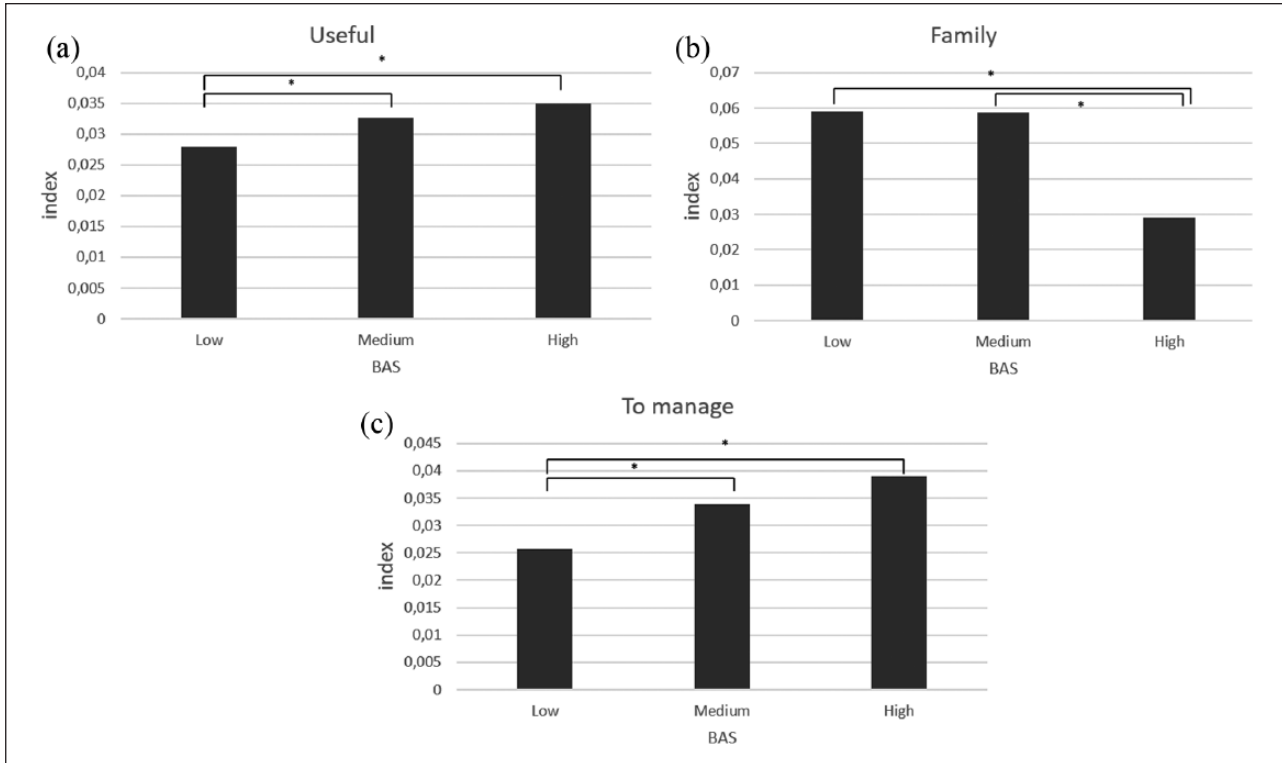 (a)
Useful
*
*
0,04
0,035
0,03
0,025
0,02
0,015
0,01
0,005
0
index
Low Medium High
BAS
(b)
Family
*
*
0,07
0,06
0,05
0,04
0,03
0,02
0,01
0
index
Low Medium High
BAS
(c)
To manage
*
*
0,045
0,04
0,035
0,03
0,025
0,02
0,015
0,01
0,005
0
index
Low Medium High
BAS